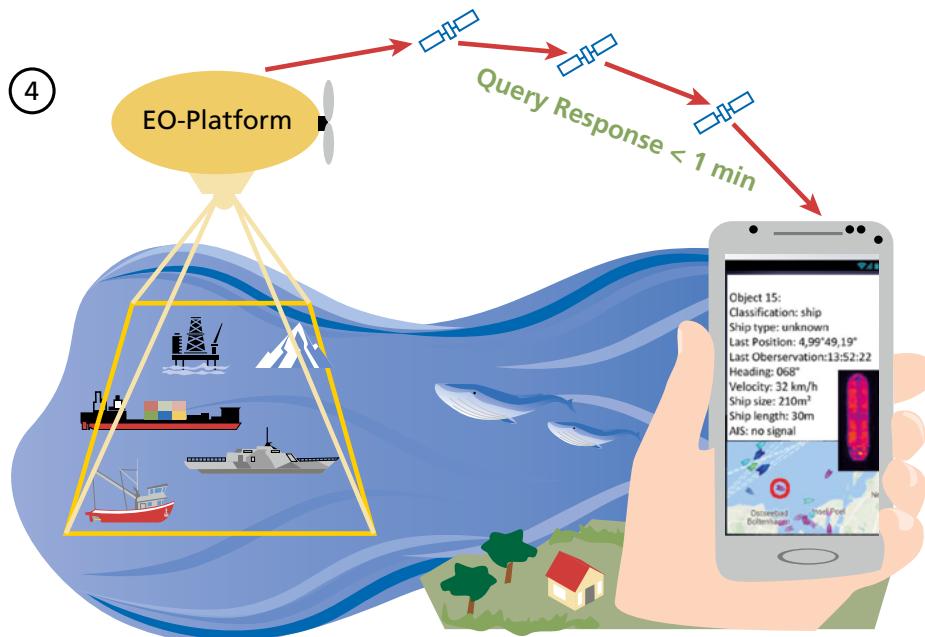 4
EO-Platform
Query Response < 1 min
Object 15:
Classification: ship
Ship type: unknown
Last Position: 4,99°49,19°
Last Oberservation:13:52:22
Heading: 068°
Velocity: 32 km/h
Ship size: 210m²
Ship length: 30m
AIS: no signal
Ostseebad
Boltenhagen
Insel Poel